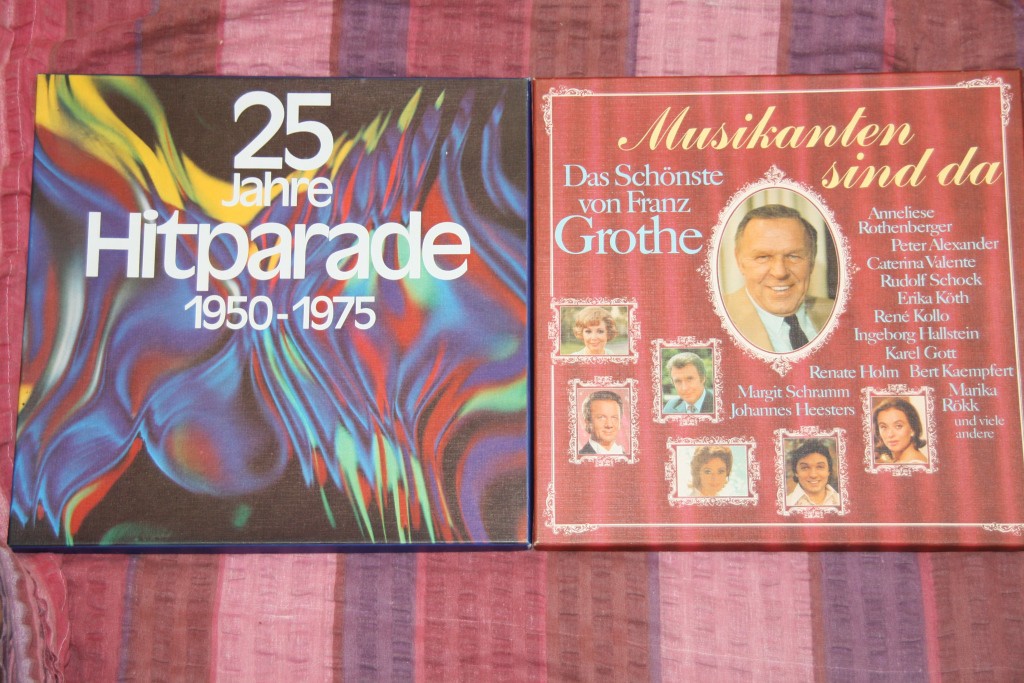 25
Jahre
Hitparade
1950-1975
Musikanten
sind da
Das Schönste
von Franz
Grothe
Anneliese
Rothenberger
Peter Alexander
Caterina Valente
Rudolf Schock
Erika Köth
René Kollo
Ingeborg Hallstein
Karel Gott
Renate Holm Bert Kaempfert
Margit Schramm
Johannes Heesters
Marika
Rökk
und viele
andere